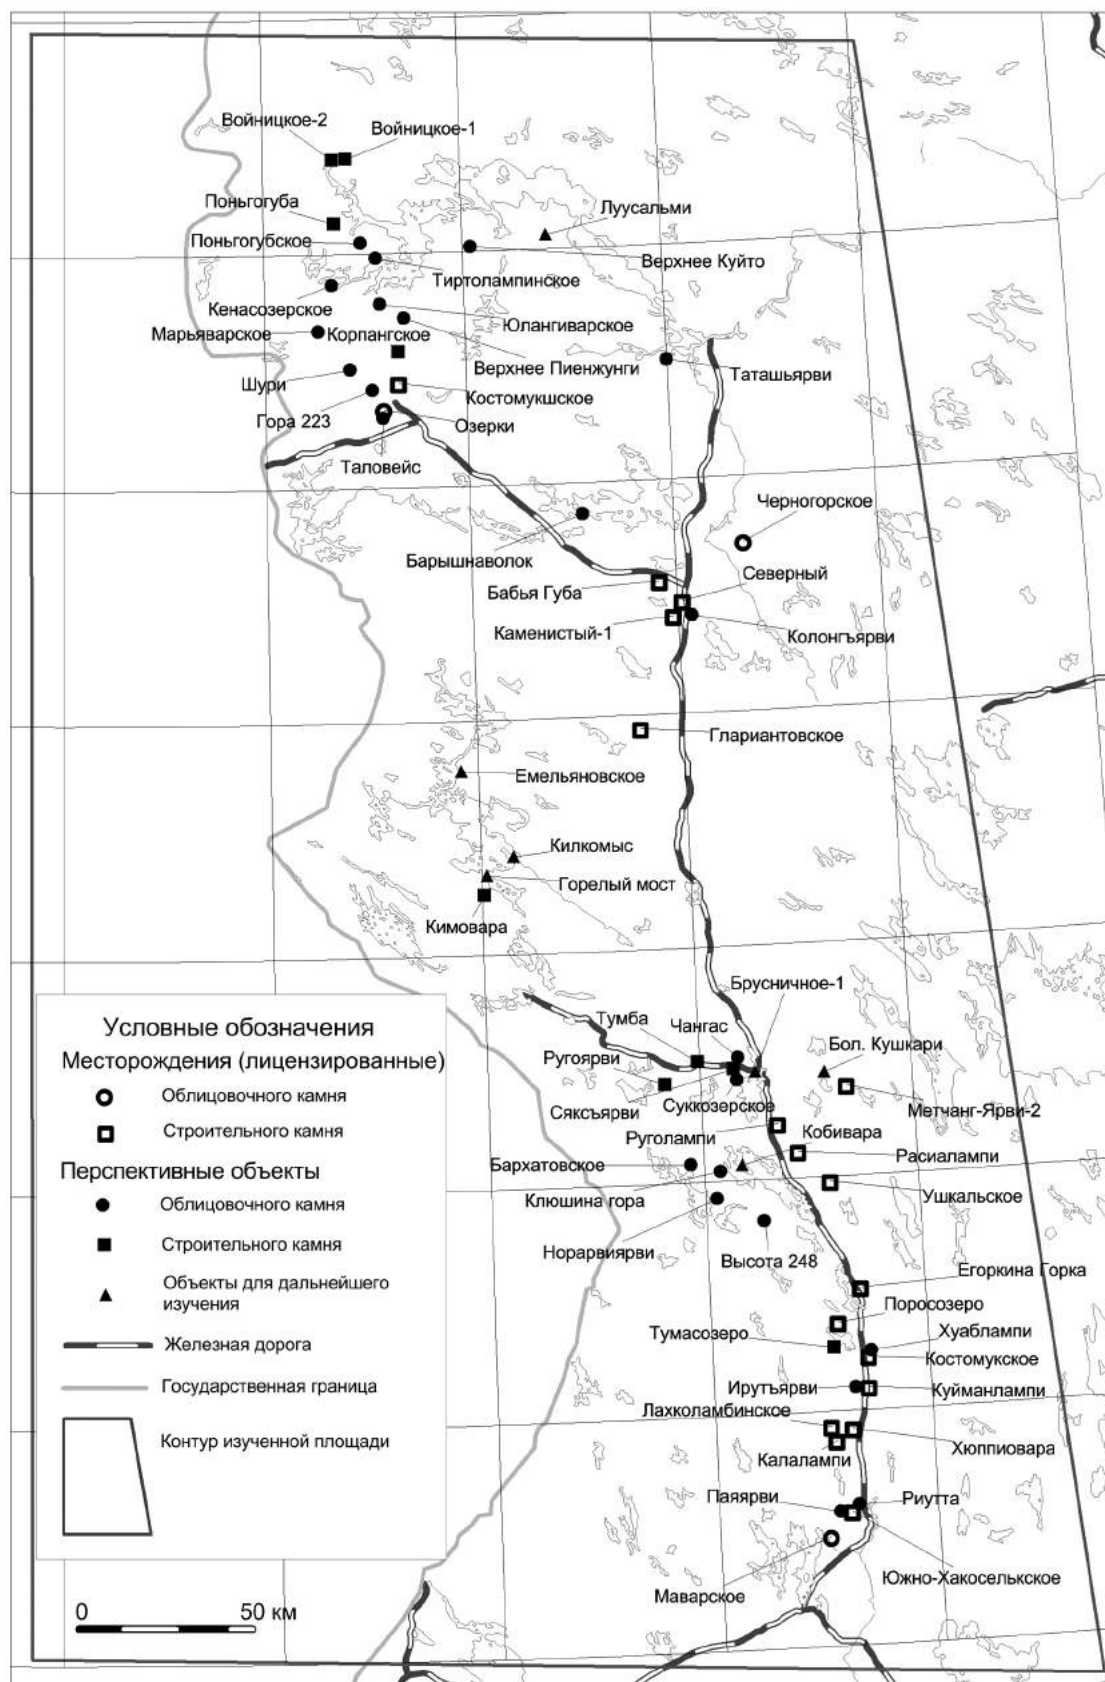 Войницкое-2
Войницкое-1
Поньгогуба
Луусальми
Поньгогубское
Верхнее Куйто
Тиртолампинское
Кенасозерское
Юлангиварское
Марьяварское
Корпангское
Верхнее Пиенжунги
Таташьярви
Шури
Костомукшское
Гора 223
Озерки
Таловейс
Черногорское
Барышнаволок
Северный
Бабья Губа
Каменистый-1
Колонгъярви
Глариантовское
Емельяновское
Килкомыс
Горелый мост
Кимовара
Брусничное-1
Тумба
Чангас
Ругоярви
Бол. Кушкари
Сяксъярви
Суккозерское
Метчанг-Ярви-2
Руголампи
Кобивара
Расиалампи
Бархатовское
Клюшина гора
Ушкальское
Норарвиярви
Высота 248
Егоркина Горка
Поросозеро
Тумасозеро
Хуаблампи
Костомукское
Ирутъярви
Куйманлампи
Лахколамбинское
Хюппиовара
Калалампи
Паяярви
Риутта
Южно-Хакосельское
Маварское
Условные обозначения
Месторождения (лицензированные)
Облицовочного камня
Строительного камня
Перспективные объекты
Облицовочного камня
Строительного камня
Объекты для дальнейшего
изучения
Железная дорога
Государственная граница
Контур изученной площади
0 50 км